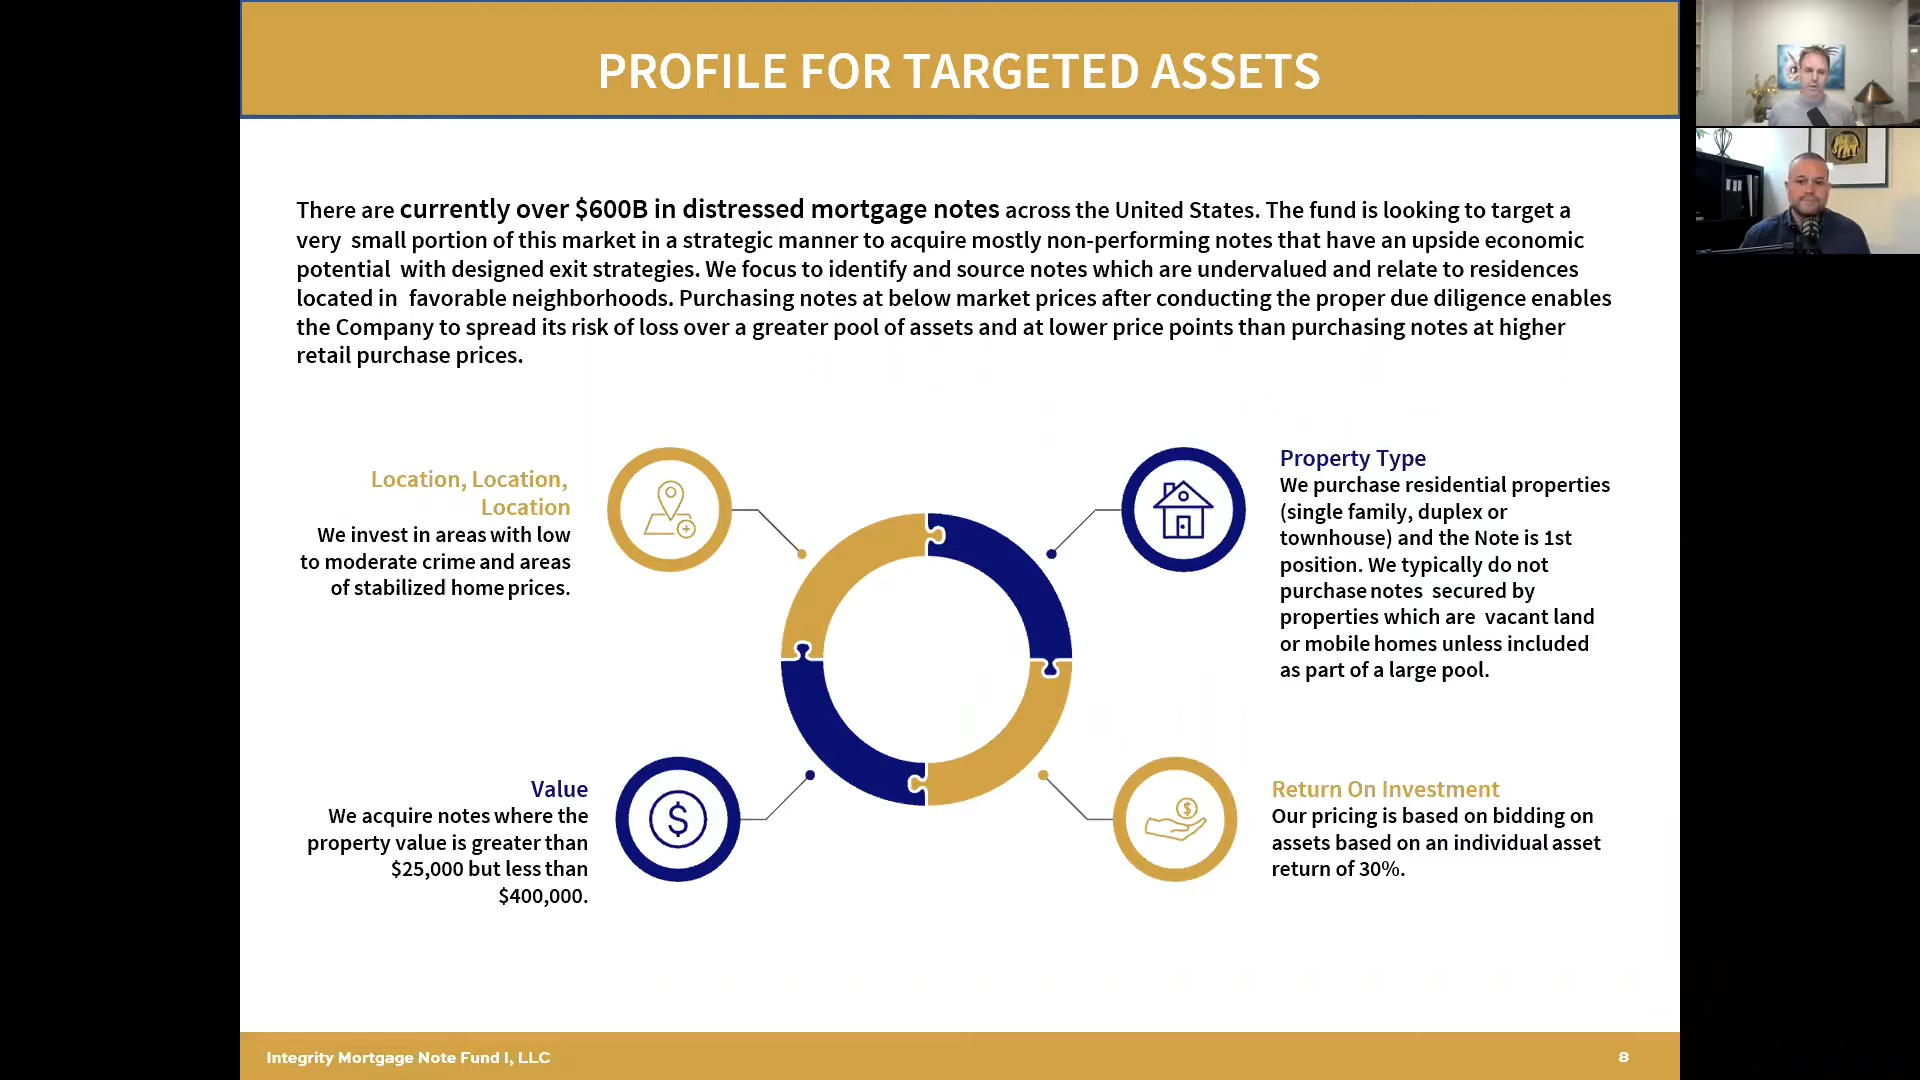 PROFILE FOR TARGETED ASSETS
There are currently over $600B in distressed mortgage notes across the United States. The fund is looking to target a
very small portion of this market in a strategic manner to acquire mostly non-performing notes that have an upside economic
potential with designed exit strategies. We focus to identify and source notes which are undervalued and relate to residences
located in favorable neighborhoods. Purchasing notes at below market prices after conducting the proper due diligence enables
the Company to spread its risk of loss over a greater pool of assets and at lower price points than purchasing notes at higher
retail purchase prices.
Location, Location,
Location
We invest in areas with low
to moderate crime and areas
of stabilized home prices.
Property Type
We purchase residential properties
(single family, duplex or
townhouse) and the Note is 1st
position. We typically do not
purchase notes secured by
properties which are vacant land
or mobile homes unless included
as part of a large pool.
Value
We acquire notes where the
property value is greater than
$25,000 but less than
$400,000.
$
Return On Investment
Our pricing is based on bidding on
assets based on an individual asset
return of 30%.
$
Integrity Mortgage Note Fund I, LLC
8